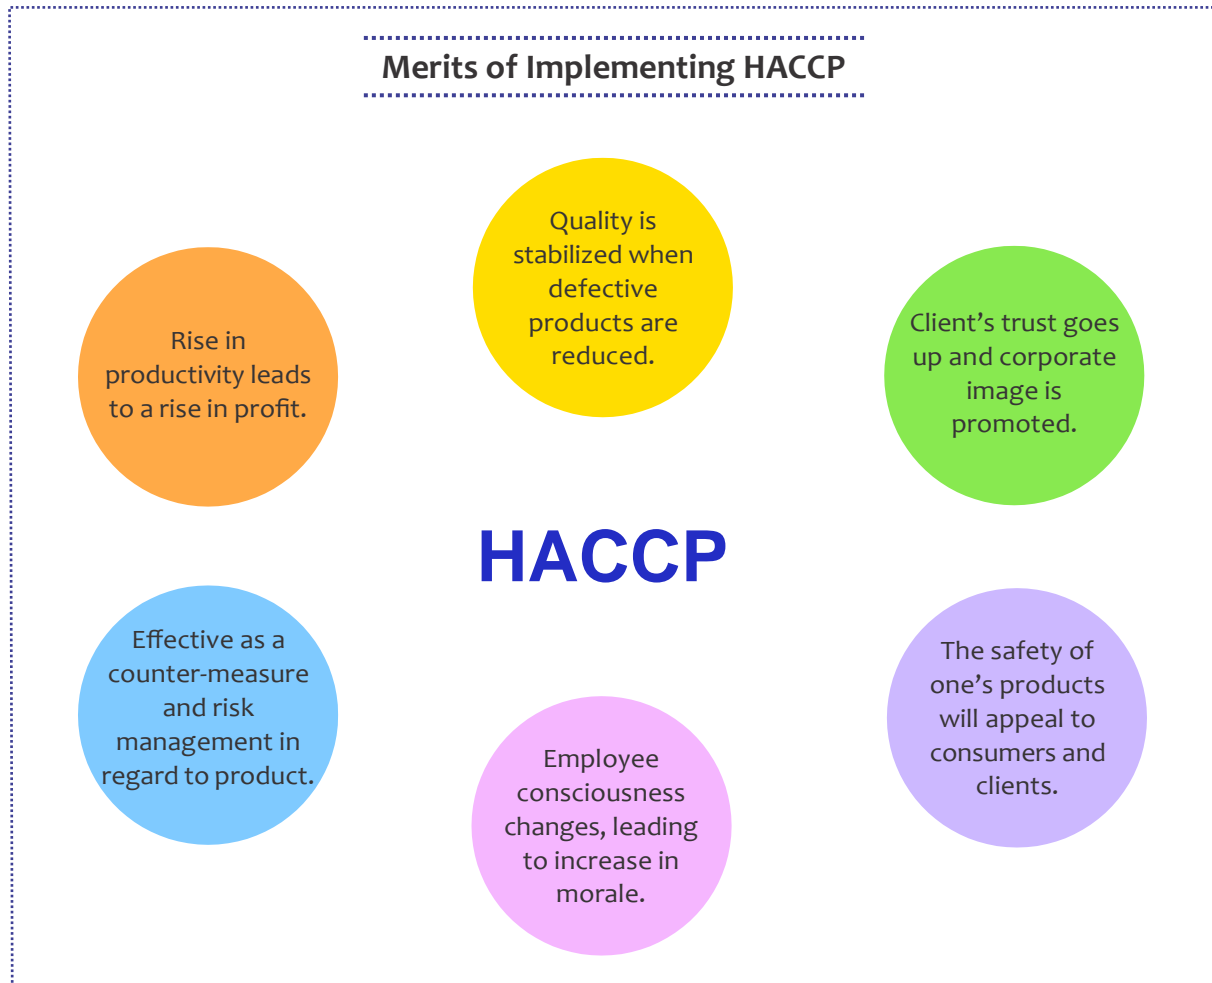 Merits of Implementing HACCP
Quality is
stabilized when
defective
products are
reduced.
Rise in
productivity leads
to a rise in profit.
Client’s trust goes
up and corporate
image is
promoted.
HACCP
Effective as a
counter-measure
and risk
management in
regard to product.
The safety of
one’s products
will appeal to
consumers and
clients.
Employee
consciousness
changes, leading
to increase in
morale.